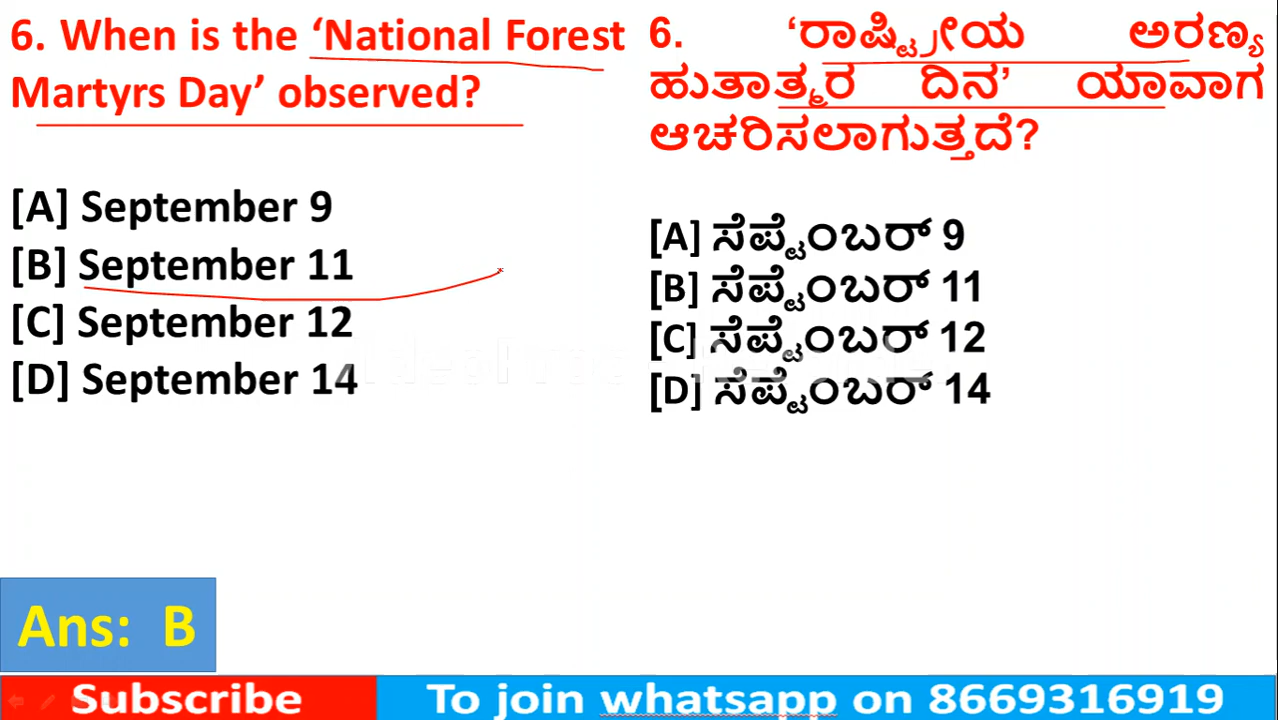 6. When is the ‘National Forest
Martyrs Day’ observed?
[A] September 9
[B] September 11
[C] September 12
[D] September 14
6. ‘ರಾಷ್ಟ್ರೀಯ ಅರಣ್ಯ
ಹುತಾತ್ಮರ ದಿನ’ ಯಾವಾಗ
ಆಚರಿಸಲಾಗುತ್ತದೆ?
[A] ಸೆಪ್ಟೆಂಬರ್ 9
[B] ಸೆಪ್ಟೆಂಬರ್ 11
[C] ಸೆಪ್ಟೆಂಬರ್ 12
[D] ಸೆಪ್ಟೆಂಬರ್ 14
Ans: B
Subscribe
To join whatsapp on 8669316919